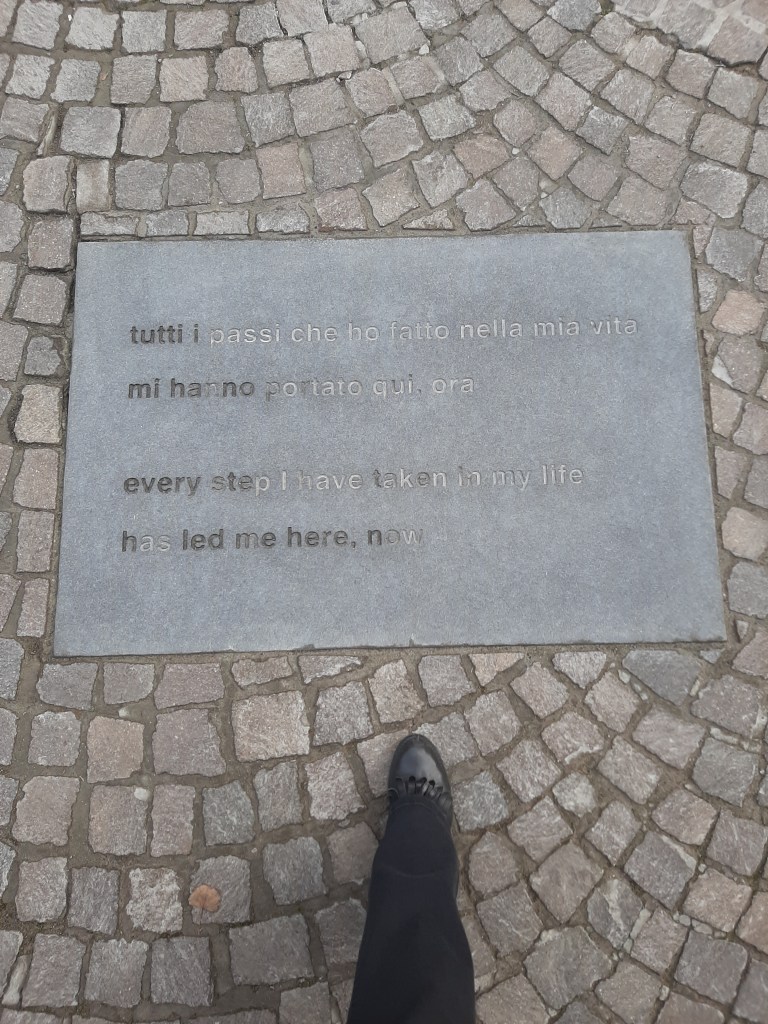 tutti i passi che ho fatto nella mia vita
mi hanno portato qui, ora
every step I have taken in my life
has led me here, now